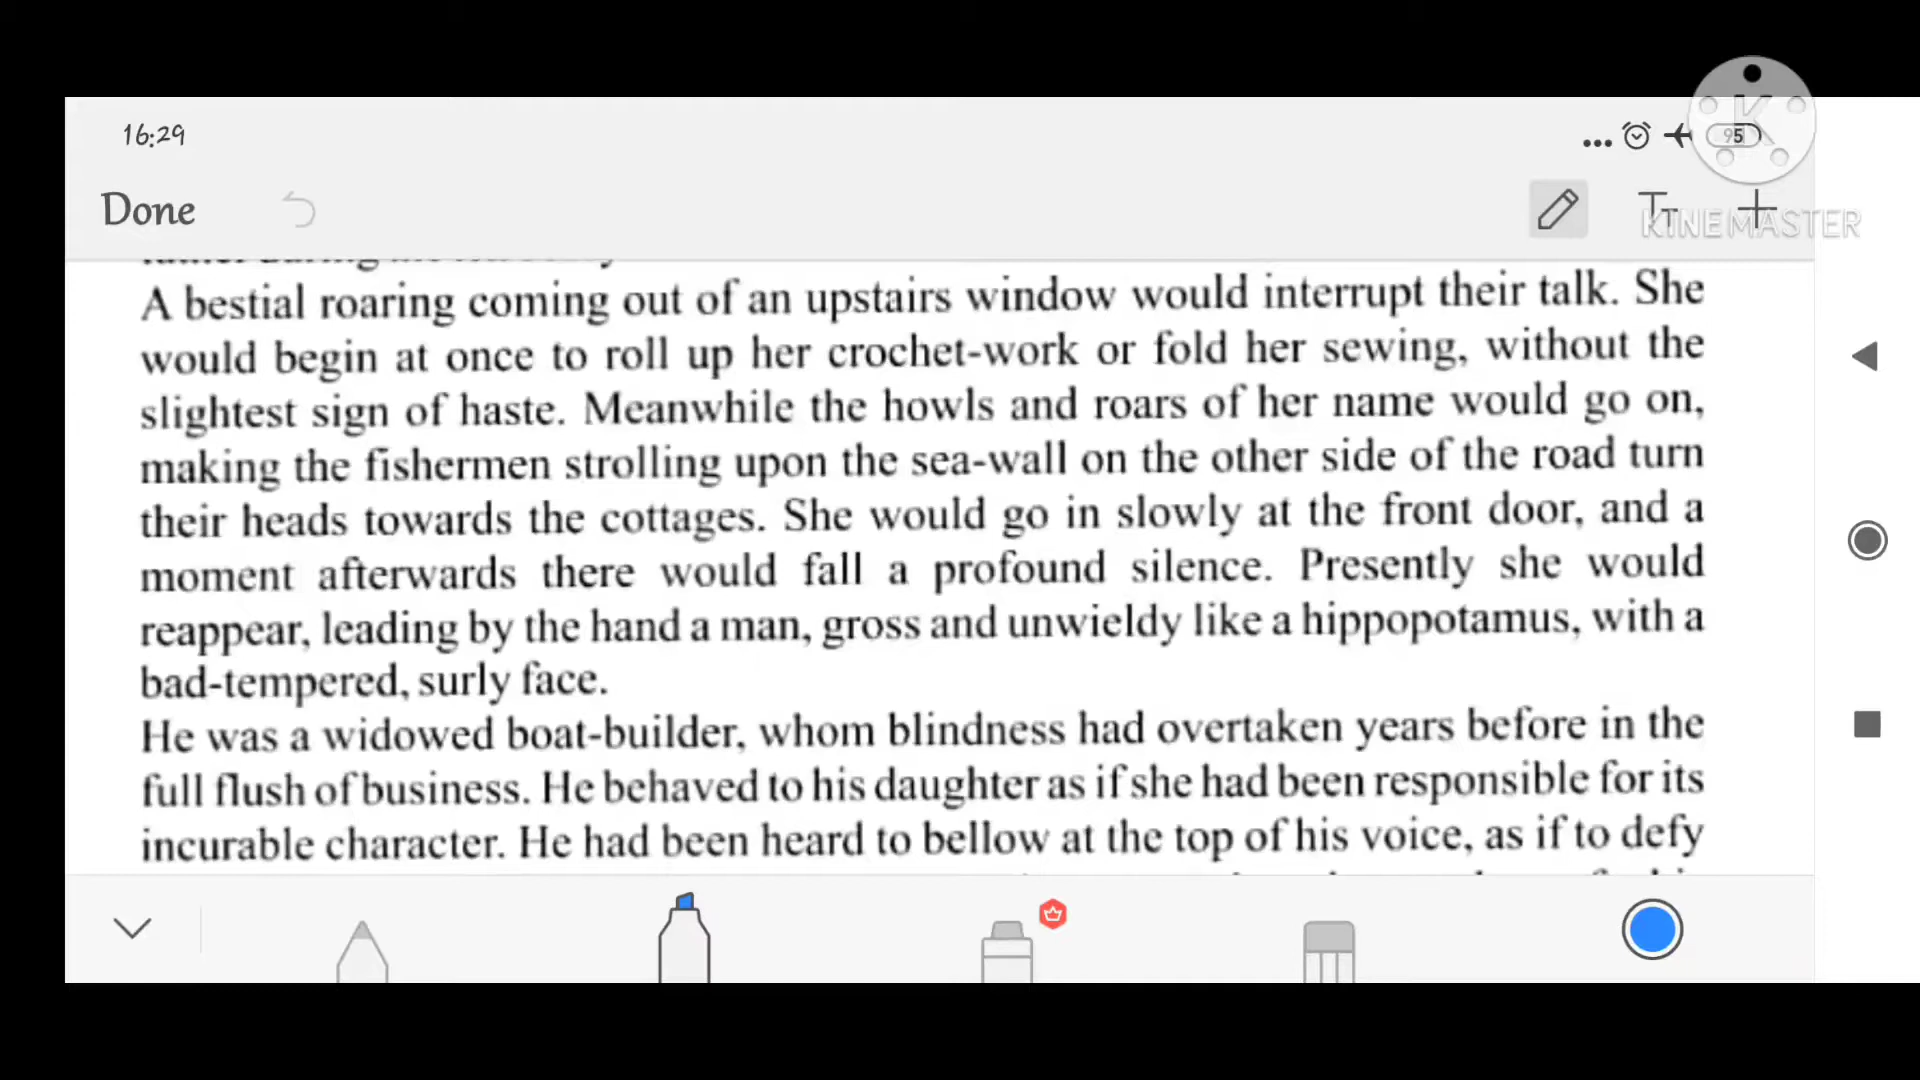 16:29
95
Done
TT
KINEMASTER
A bestial roaring coming out of an upstairs window would interrupt their talk. She
would begin at once to roll up her crochet-work or fold her sewing, without the
slightest sign of haste. Meanwhile the howls and roars of her name would go on,
making the fishermen strolling upon the sea-wall on the other side of the road turn
their heads towards the cottages. She would go in slowly at the front door, and a
moment afterwards there would fall a profound silence. Presently she would
reappear, leading by the hand a man, gross and unwieldy like a hippopotamus, with a
bad-tempered, surly face.
He was a widowed boat-builder, whom blindness had overtaken years before in the
full flush of business. He behaved to his daughter as if she had been responsible for its
incurable character. He had been heard to bellow at the top of his voice, as if to defy